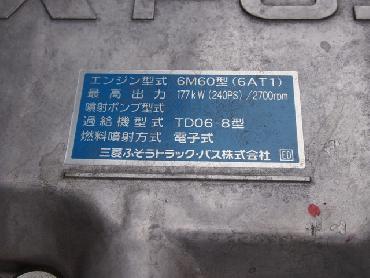 エンジン型式 6M60型(6AT1)
最高出力 177kW(240PS)/2700rpm
噴射ポンプ型式
過給機型式 TD06-8型
燃料噴射方式 電子式
三菱ふそうトラック・バス株式会社